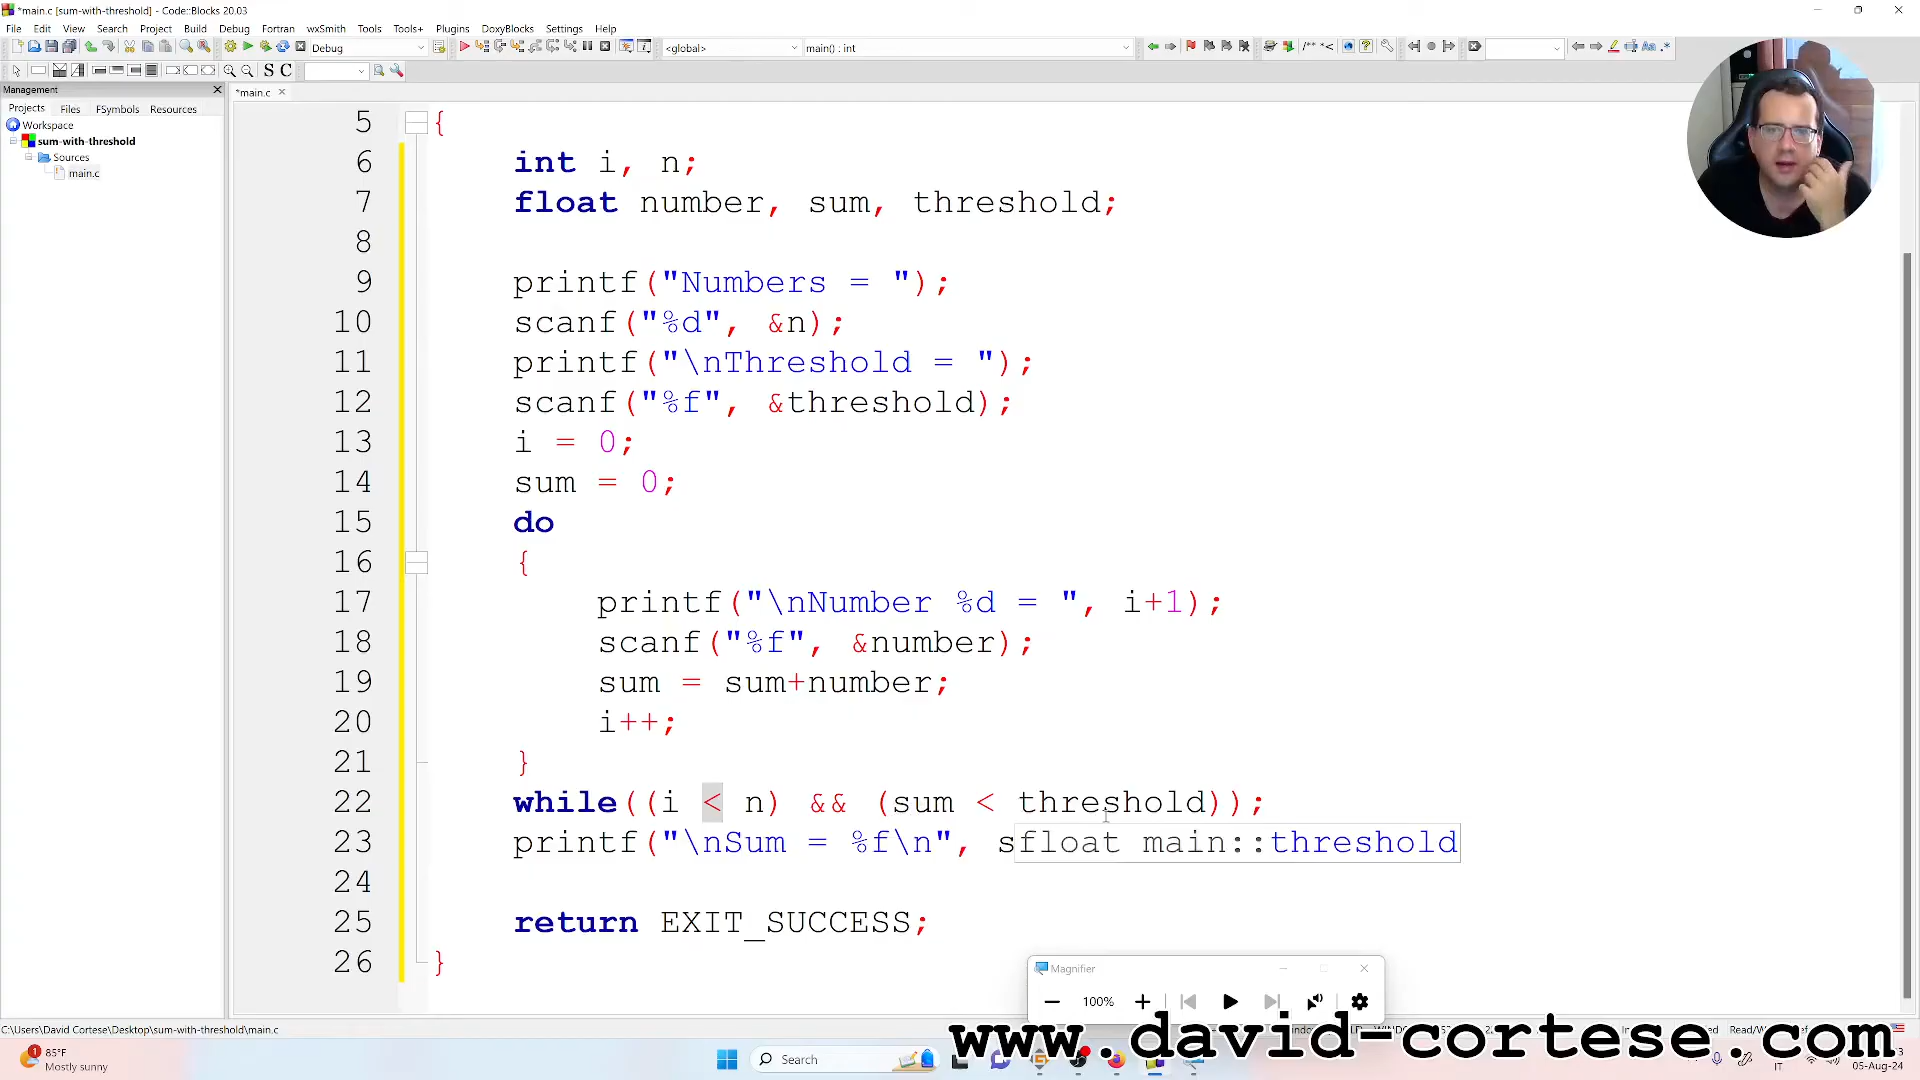 *main.c [sum-with-threshold] - Code::Blocks 20.03
File Edit View Search Project Build Debug Fortran wxSmith Tools Tools+ Plugins DoxyBlocks Settings Help
Debug
<global>
main() : int
S C
Management
Projects Files FSymbols Resources
Workspace
sum-with-threshold
Sources
main.c
*main.c
5 {
6 int i, n;
7 float number, sum, threshold;
8
9 printf("Numbers = ");
10 scanf("%d", &n);
11 printf("\nThreshold = ");
12 scanf("%f", &threshold);
13 i = 0;
14 sum = 0;
15 do
16 {
17 printf("\nNumber %d = ", i+1);
18 scanf("%f", &number);
19 sum = sum+number;
20 i++;
21 }
22 while((i < n) && (sum < threshold));
23 printf("\nSum = %f\n", s
float main::threshold
24
25 return EXIT_SUCCESS;
26 }
Magnifier
100%
C:\Users\David Cortese\Desktop\sum-with-threshold\main.c
www.david-cortese.com
1
85°F
Mostly sunny
Search
IT
05-Aug-24